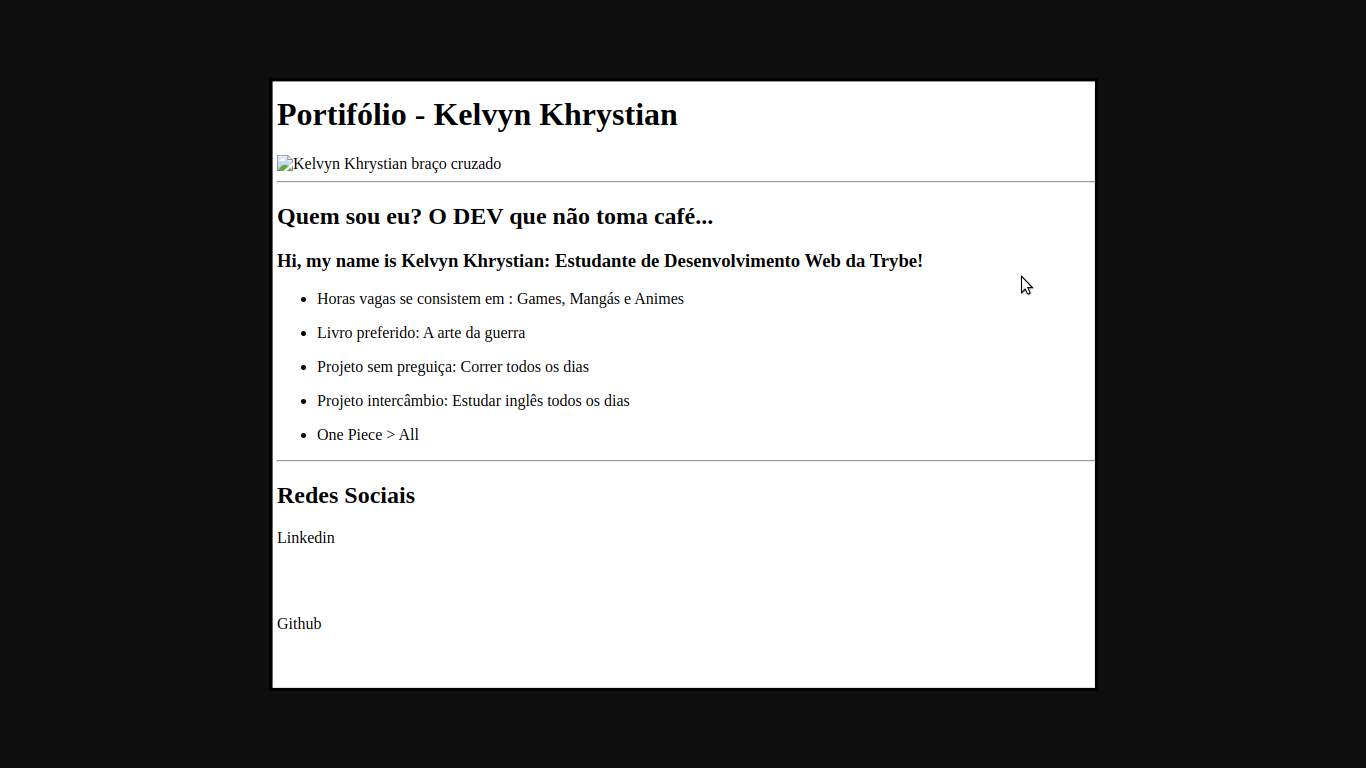 Portifólio - Kelvyn Khrystian
Kelvyn Khrystian braço cruzado
Quem sou eu? O DEV que não toma café...
Hi, my name is Kelvyn Khrystian: Estudante de Desenvolvimento Web da Trybe!
Horas vagas se consistem em : Games, Mangás e Animes
Livro preferido: A arte da guerra
Projeto sem preguiça: Correr todos os dias
Projeto intercâmbio: Estudar inglês todos os dias
One Piece > All
Redes Sociais
Linkedin
Github